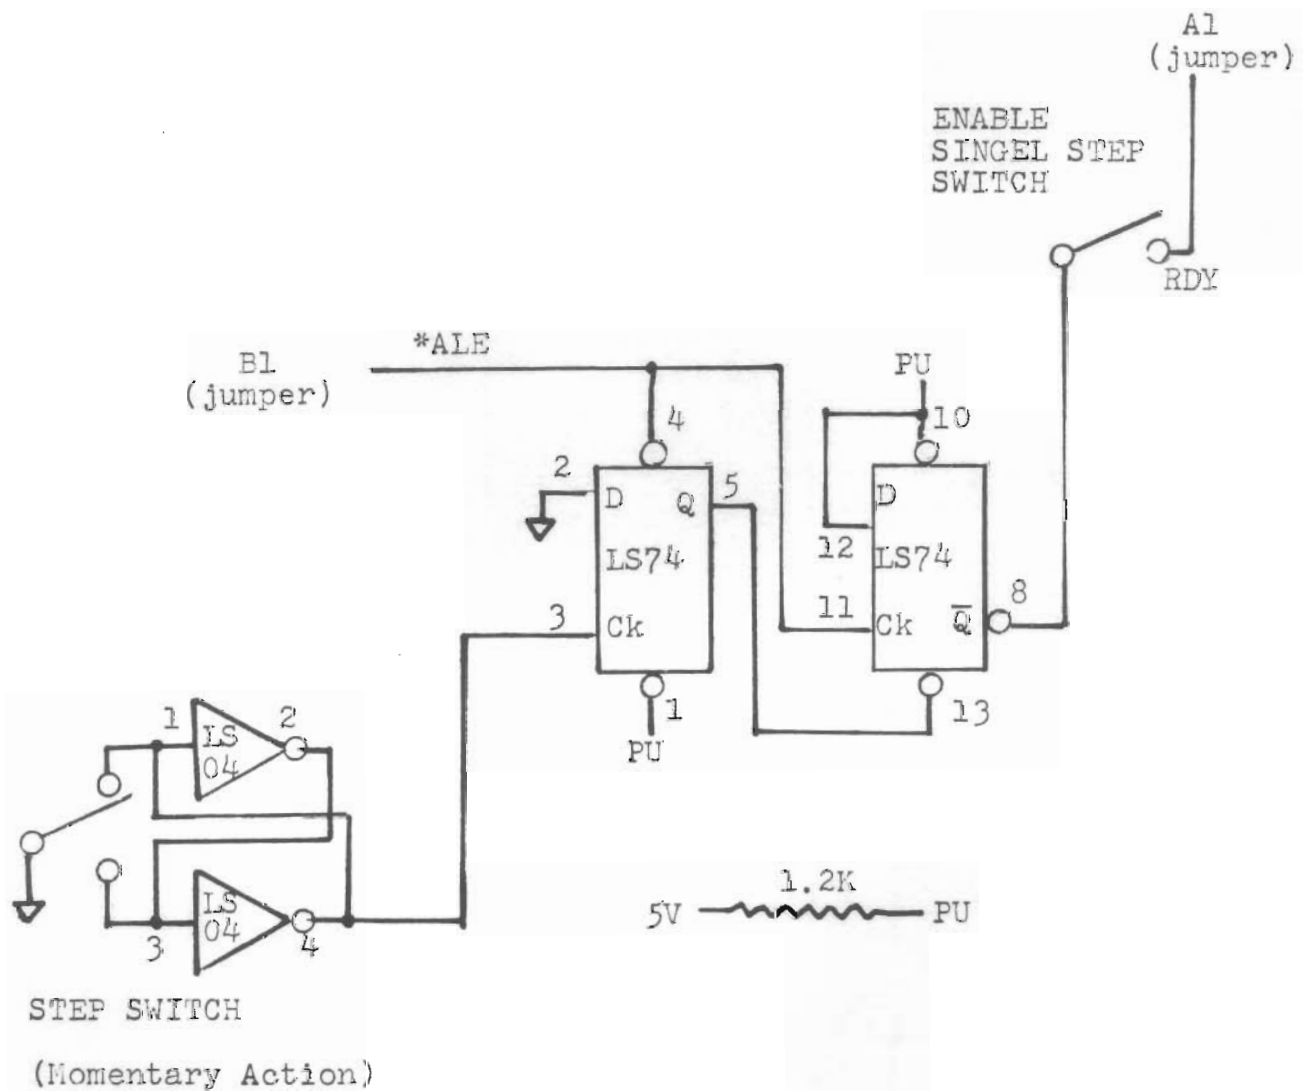 A1
(jumper)
ENABLE
SINGEL STEP
SWITCH
RDY
*ALE
B1
(jumper)
PU
4
10
2
D
Q
5
D
12
LS74
LS74
8
3
Ck
11
Ck
Q̅
1
13
PU
1
LS
04
2
1.2K
5V
PU
LS
04
3
4
STEP SWITCH
(Momentary Action)